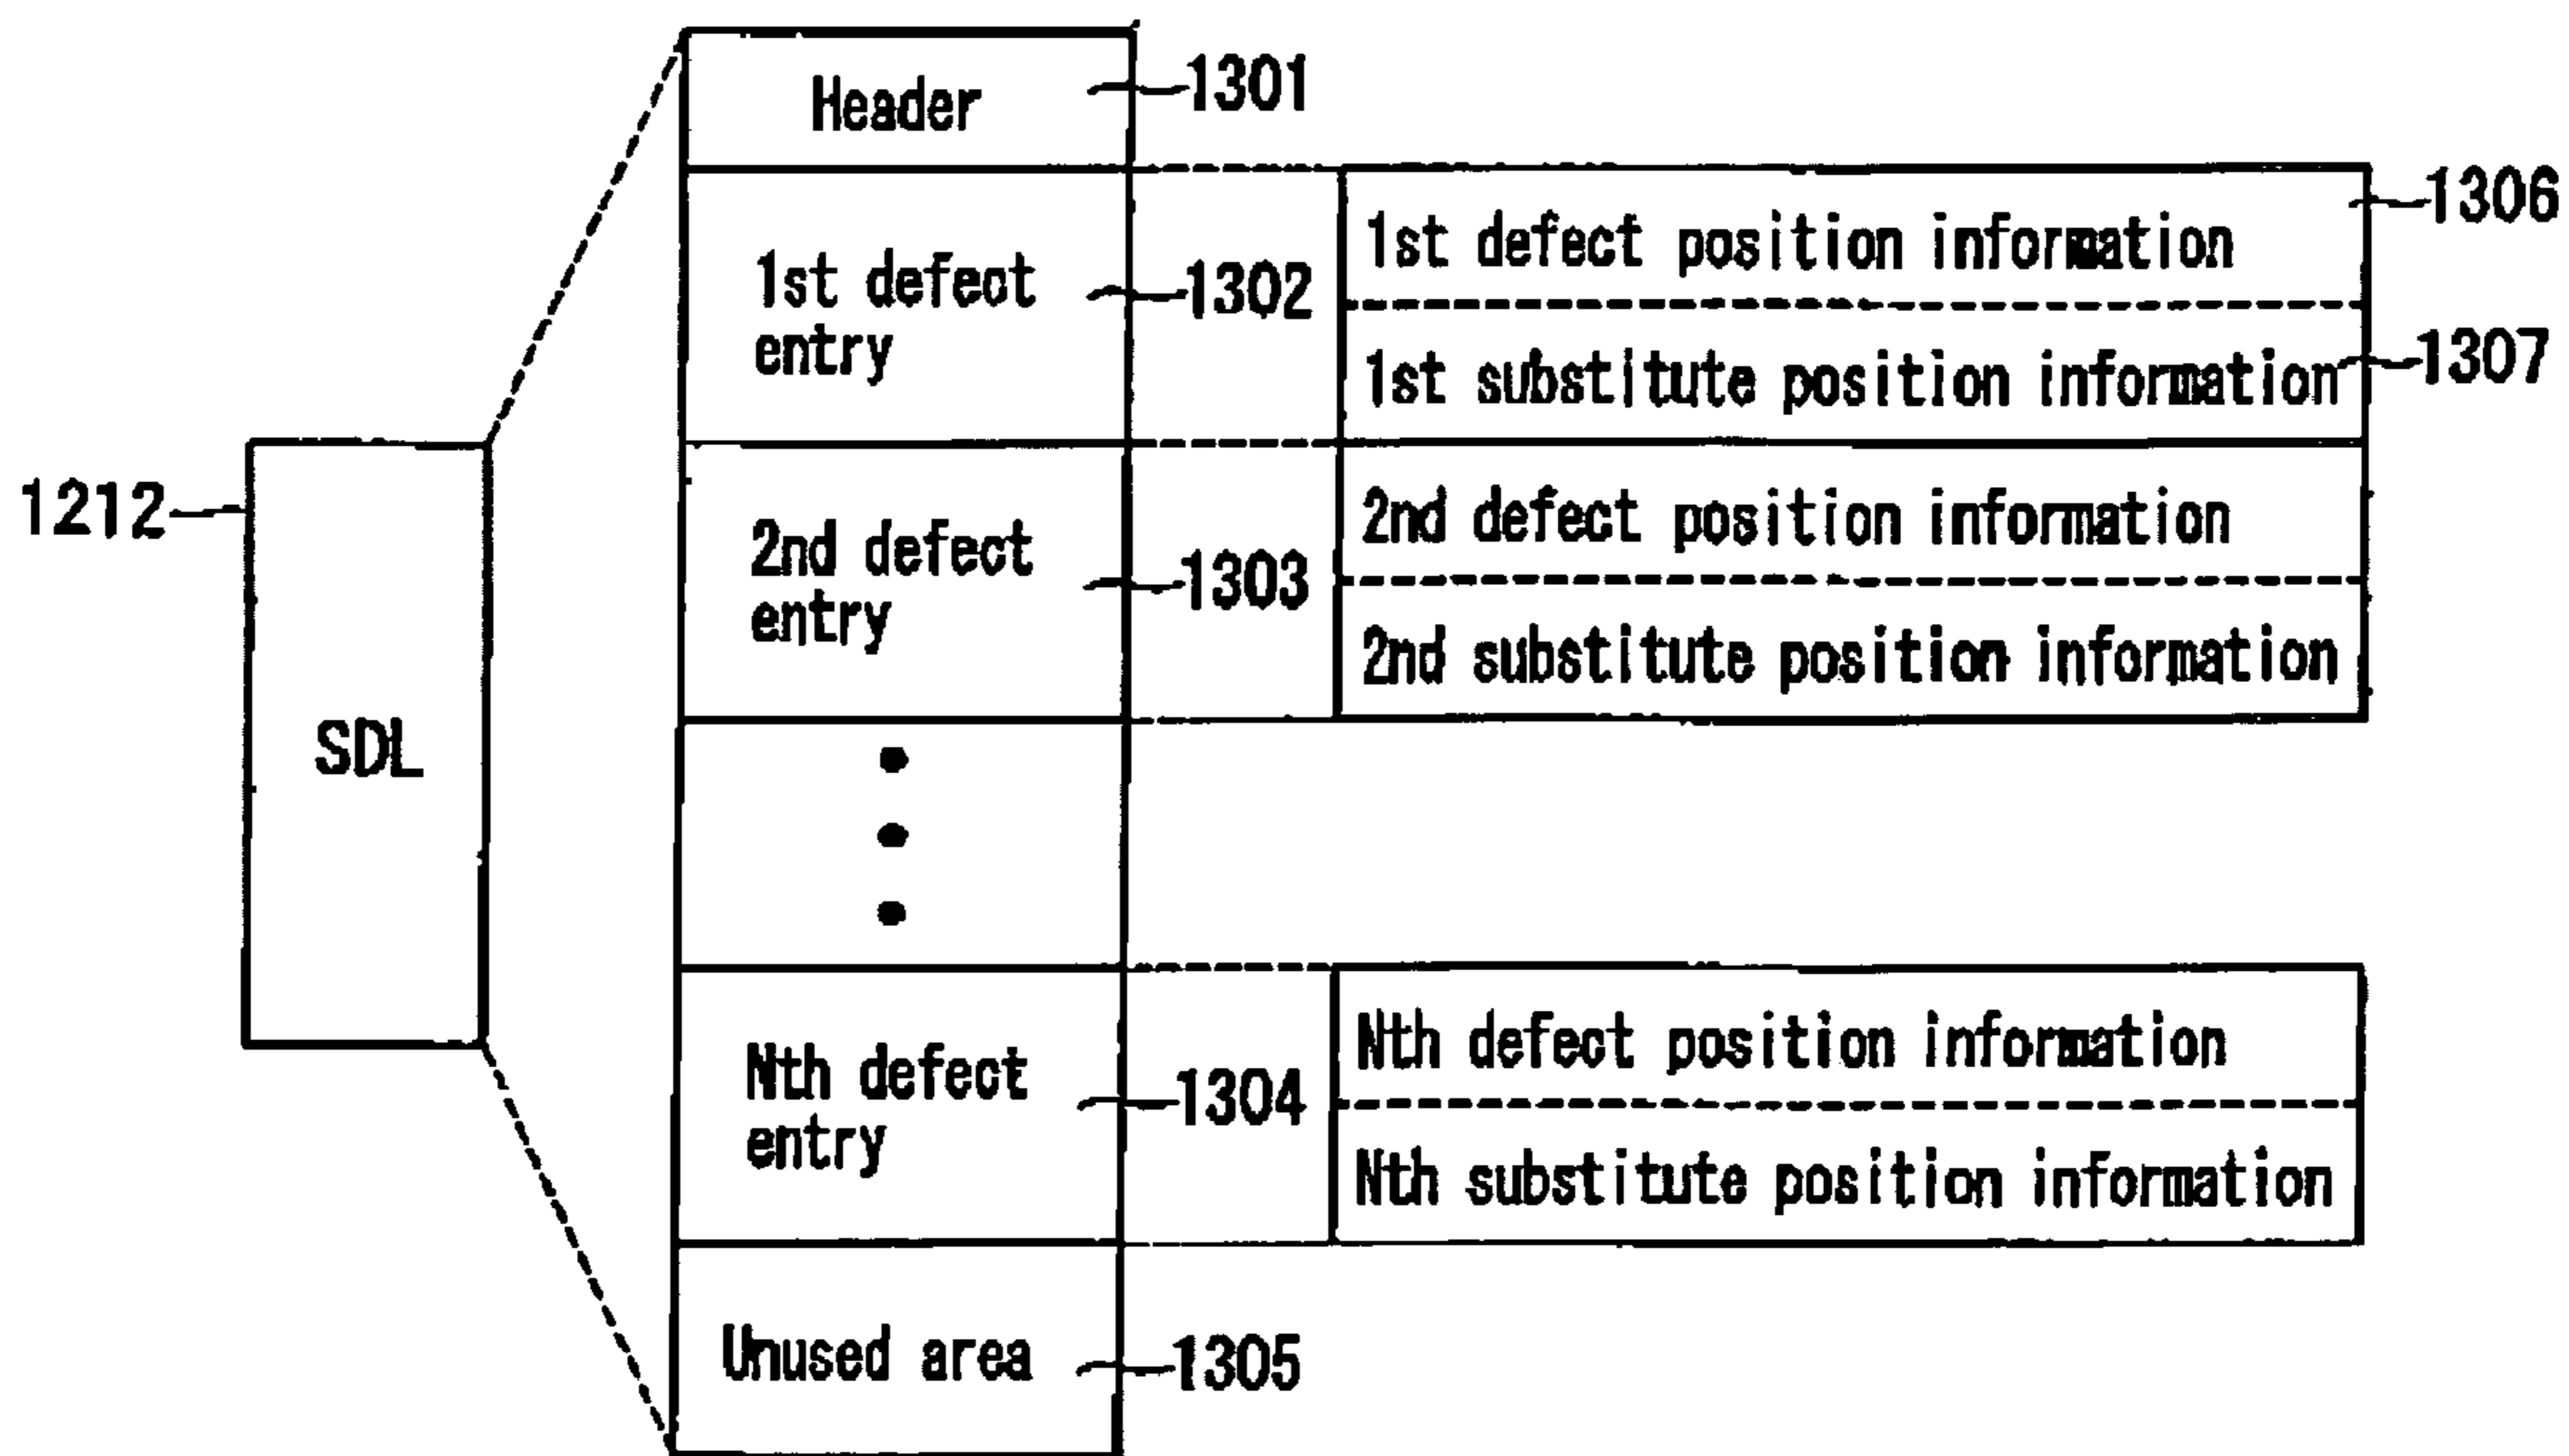 Header
1301
1306
1st defect
entry
1302
1st defect position information
1st substitute position information
1307
1212
SDL
2nd defect
entry
1303
2nd defect position information
2nd substitute position information
Nth defect
entry
1304
Nth defect position information
Nth substitute position information
Unused area
1305